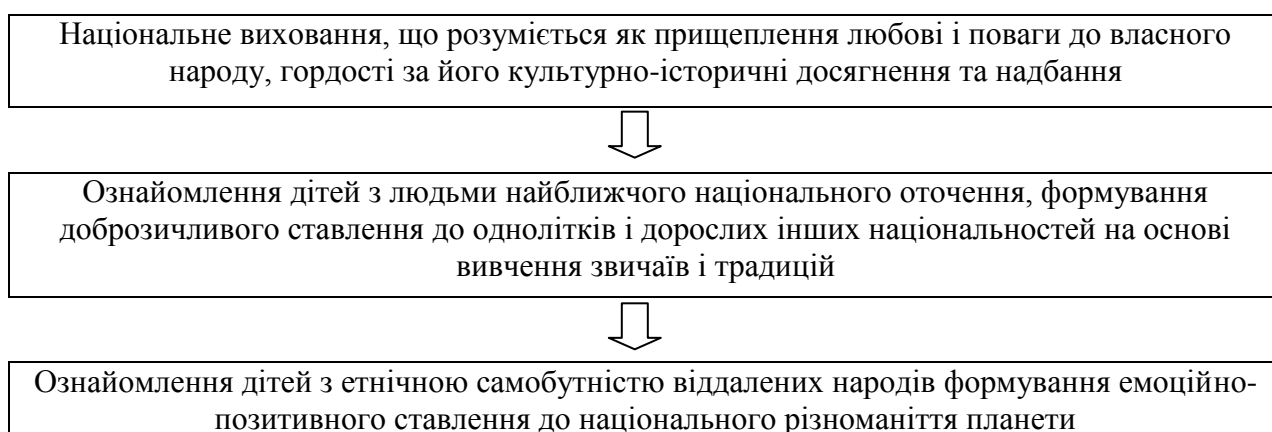 Національне виховання, що розуміється як прищеплення любові і поваги до власного
народу, гордості за його культурно-історичні досягнення та надбання
Ознайомлення дітей з людьми найближчого національного оточення, формування
доброзичливого ставлення до однолітків і дорослих інших національностей на основі
вивчення звичаїв і традицій
Ознайомлення дітей з етнічною самобутністю віддалених народів формування емоційно-
позитивного ставлення до національного різноманіття планети